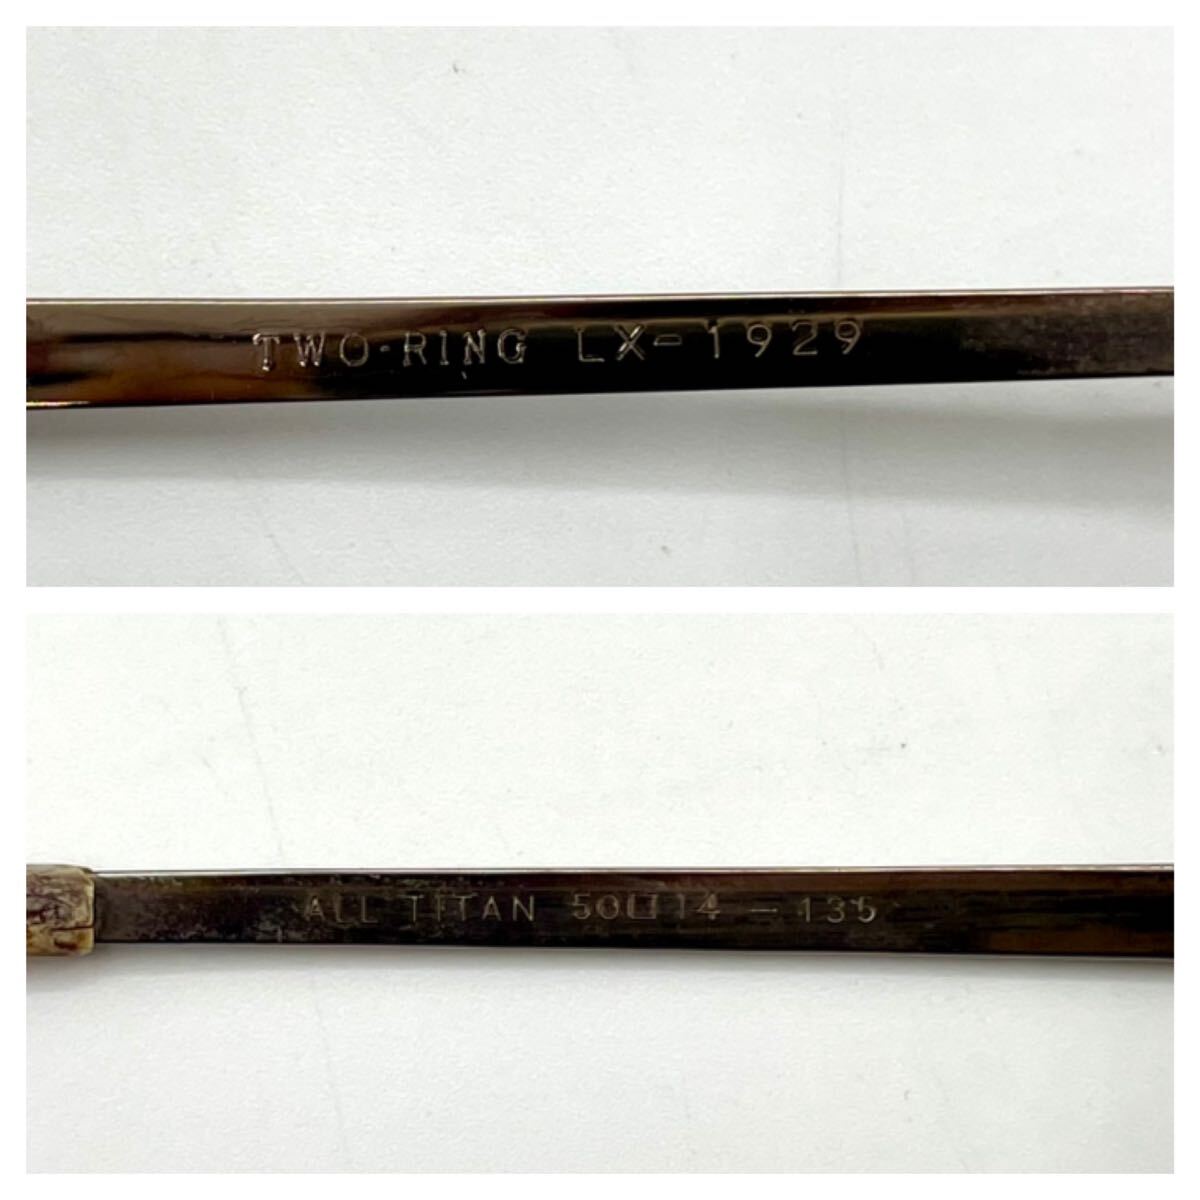 TWO-RING LX-1929
ALL TITAN 50□14 - 135